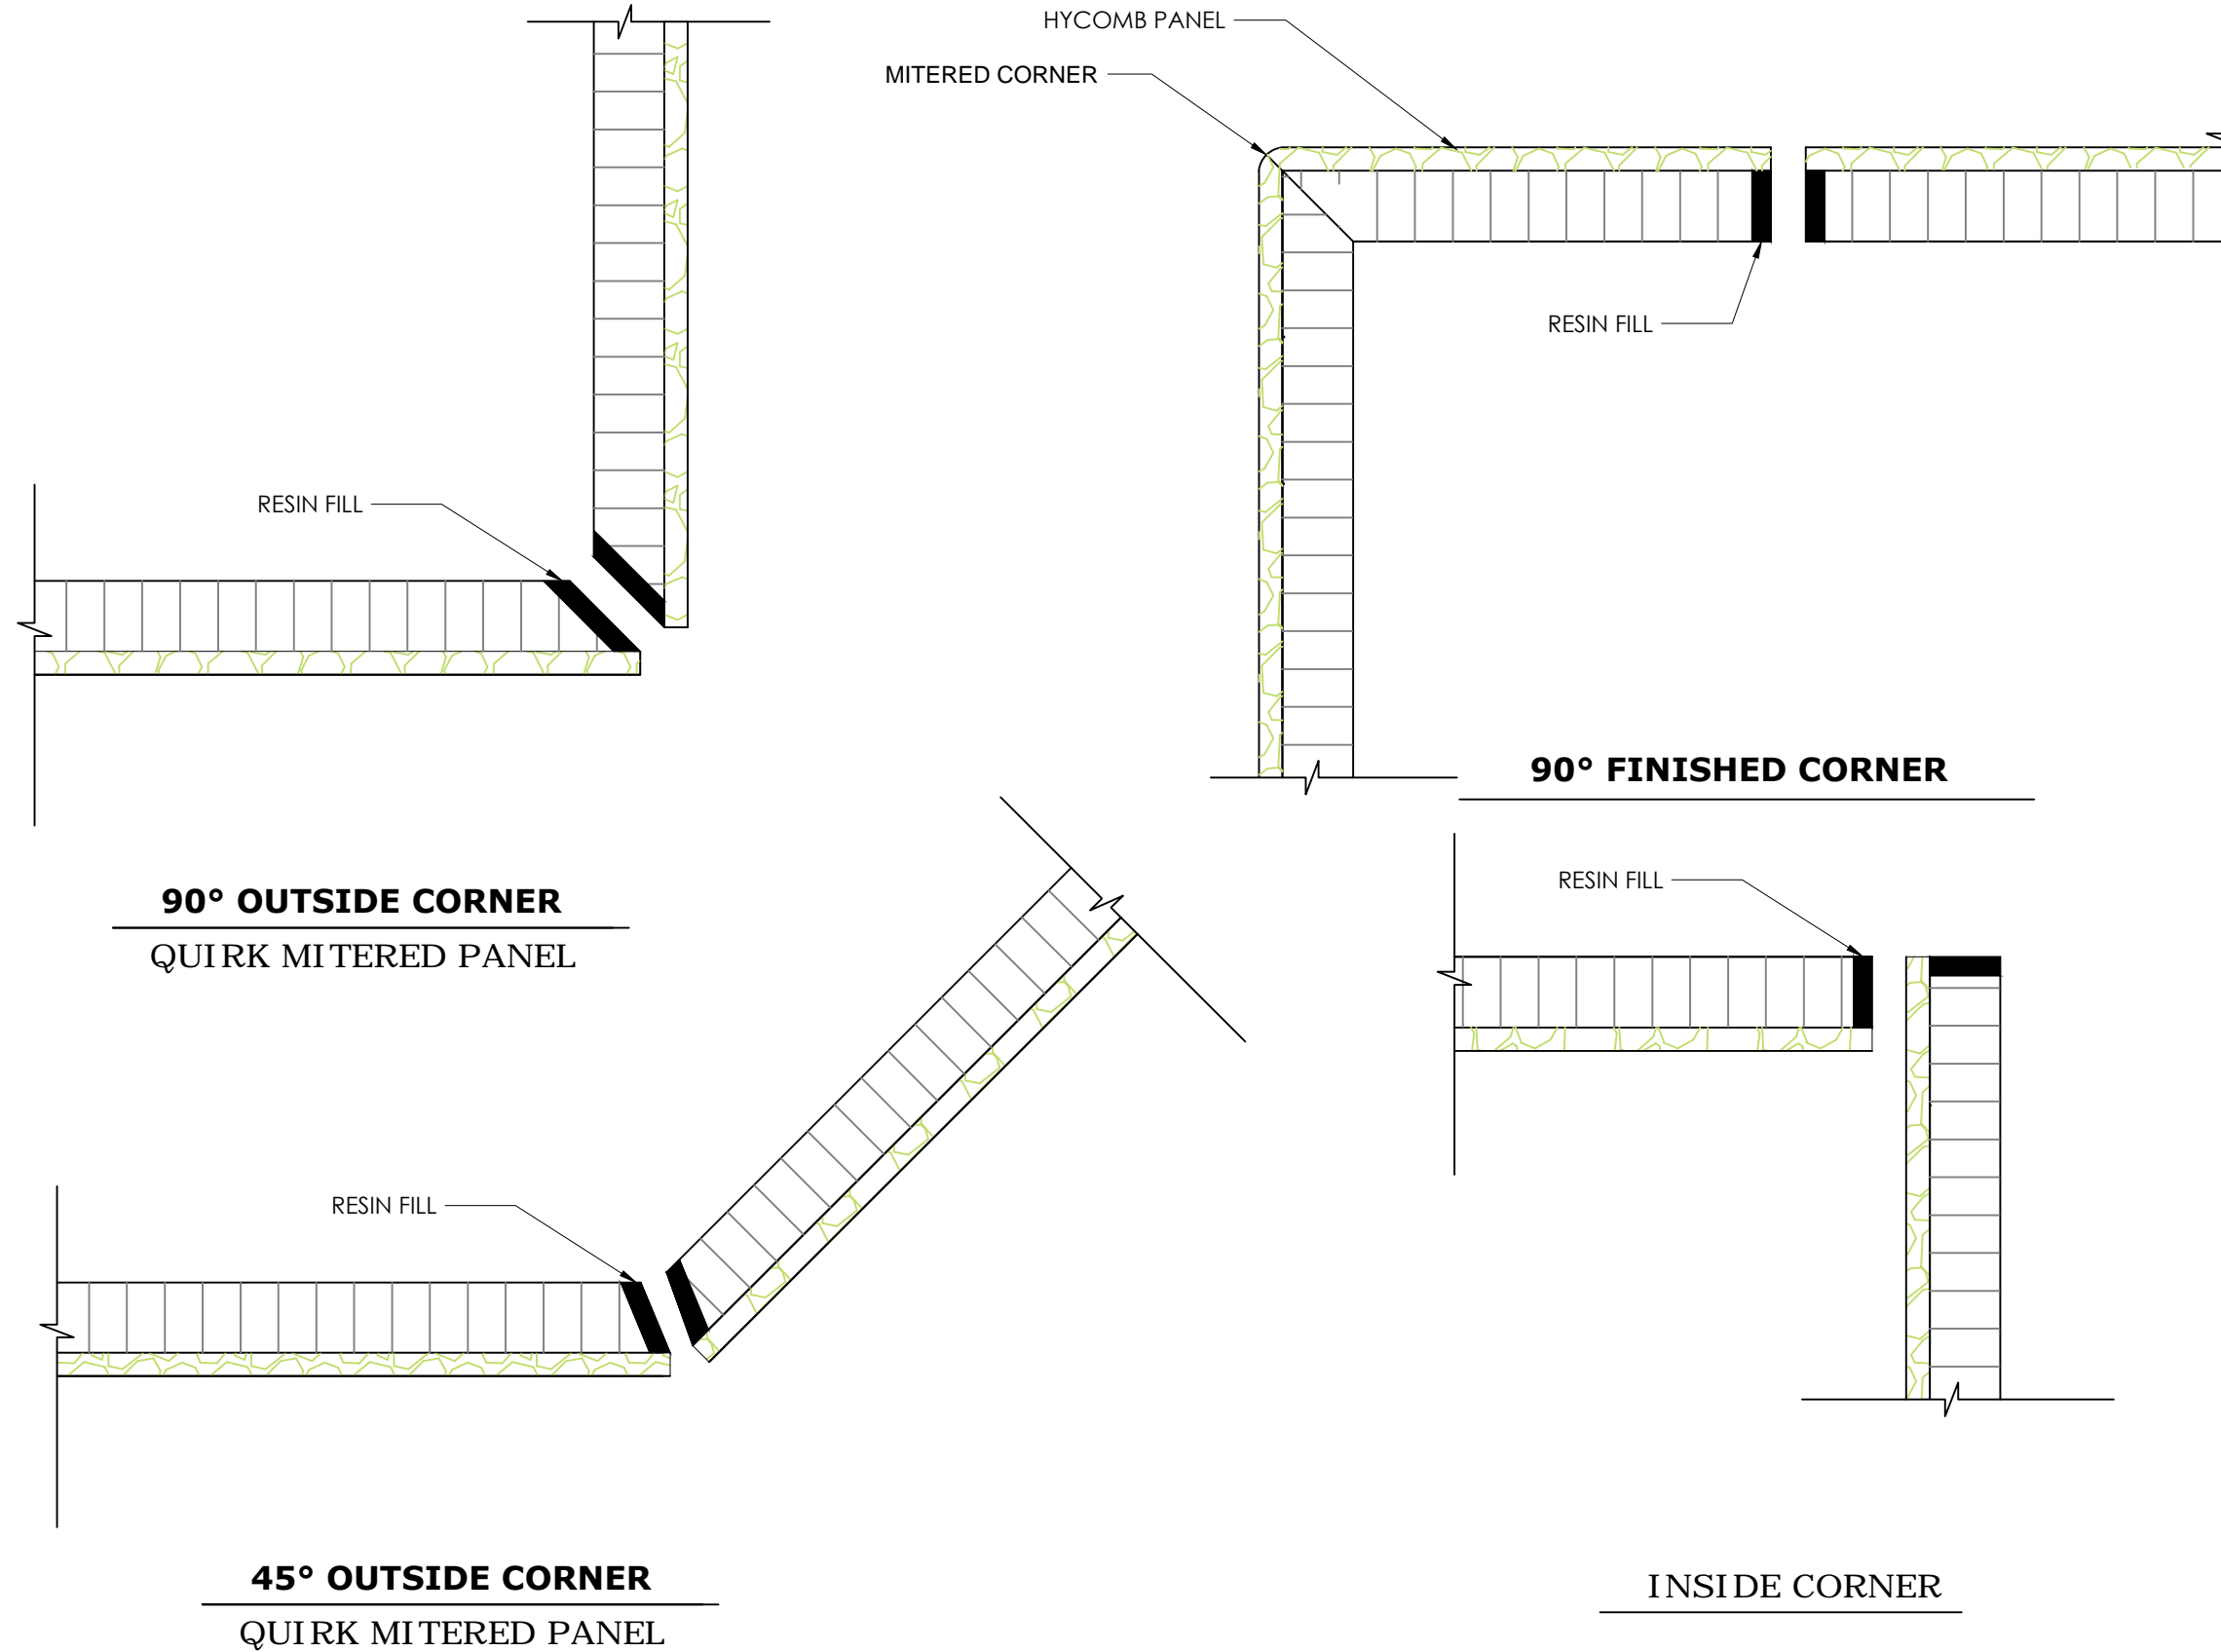 HYCOMB PANEL
MITERED CORNER
RESIN FILL
RESIN FILL
90° FINISHED CORNER
90° OUTSIDE CORNER
QUIRK MITERED PANEL
RESIN FILL
RESIN FILL
45° OUTSIDE CORNER
QUIRK MITERED PANEL
INSIDE CORNER